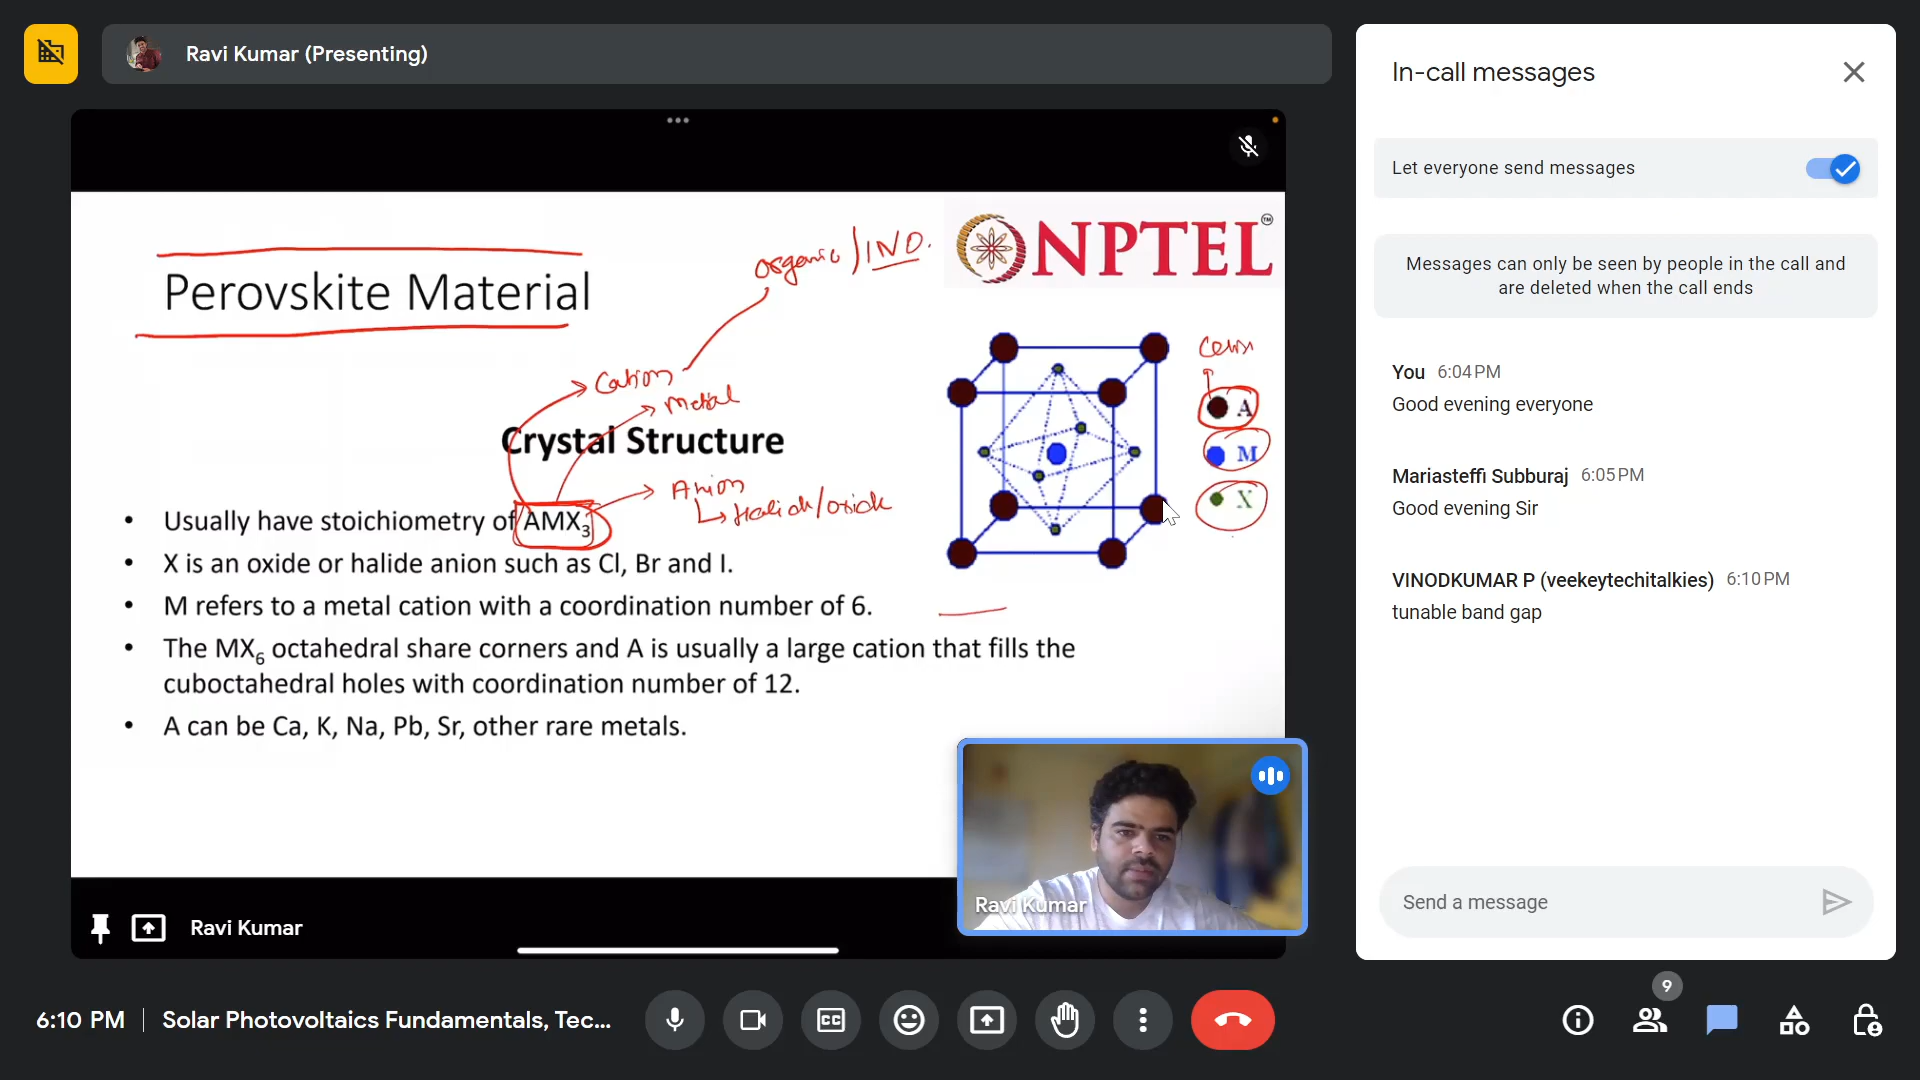 Ravi Kumar (Presenting)
NPTEL
TM
organic / INO.
Perovskite Material
Cation
Metal
Crystal Structure
Anion
Halide/oxide
A
M
X
• Usually have stoichiometry of AMX₃
• X is an oxide or halide anion such as Cl, Br and I.
• M refers to a metal cation with a coordination number of 6.
• The MX₆ octahedral share corners and A is usually a large cation that fills the
cuboctahedral holes with coordination number of 12.
• A can be Ca, K, Na, Pb, Sr, other rare metals.
Ravi Kumar
Ravi Kumar
In-call messages
Let everyone send messages
Messages can only be seen by people in the call and
are deleted when the call ends
You 6:04 PM
Good evening everyone
Mariasteffi Subburaj 6:05 PM
Good evening Sir
VINODKUMAR P (veekeytechitalkies) 6:10 PM
tunable band gap
Send a message
6:10 PM | Solar Photovoltaics Fundamentals, Tec...
CC
9